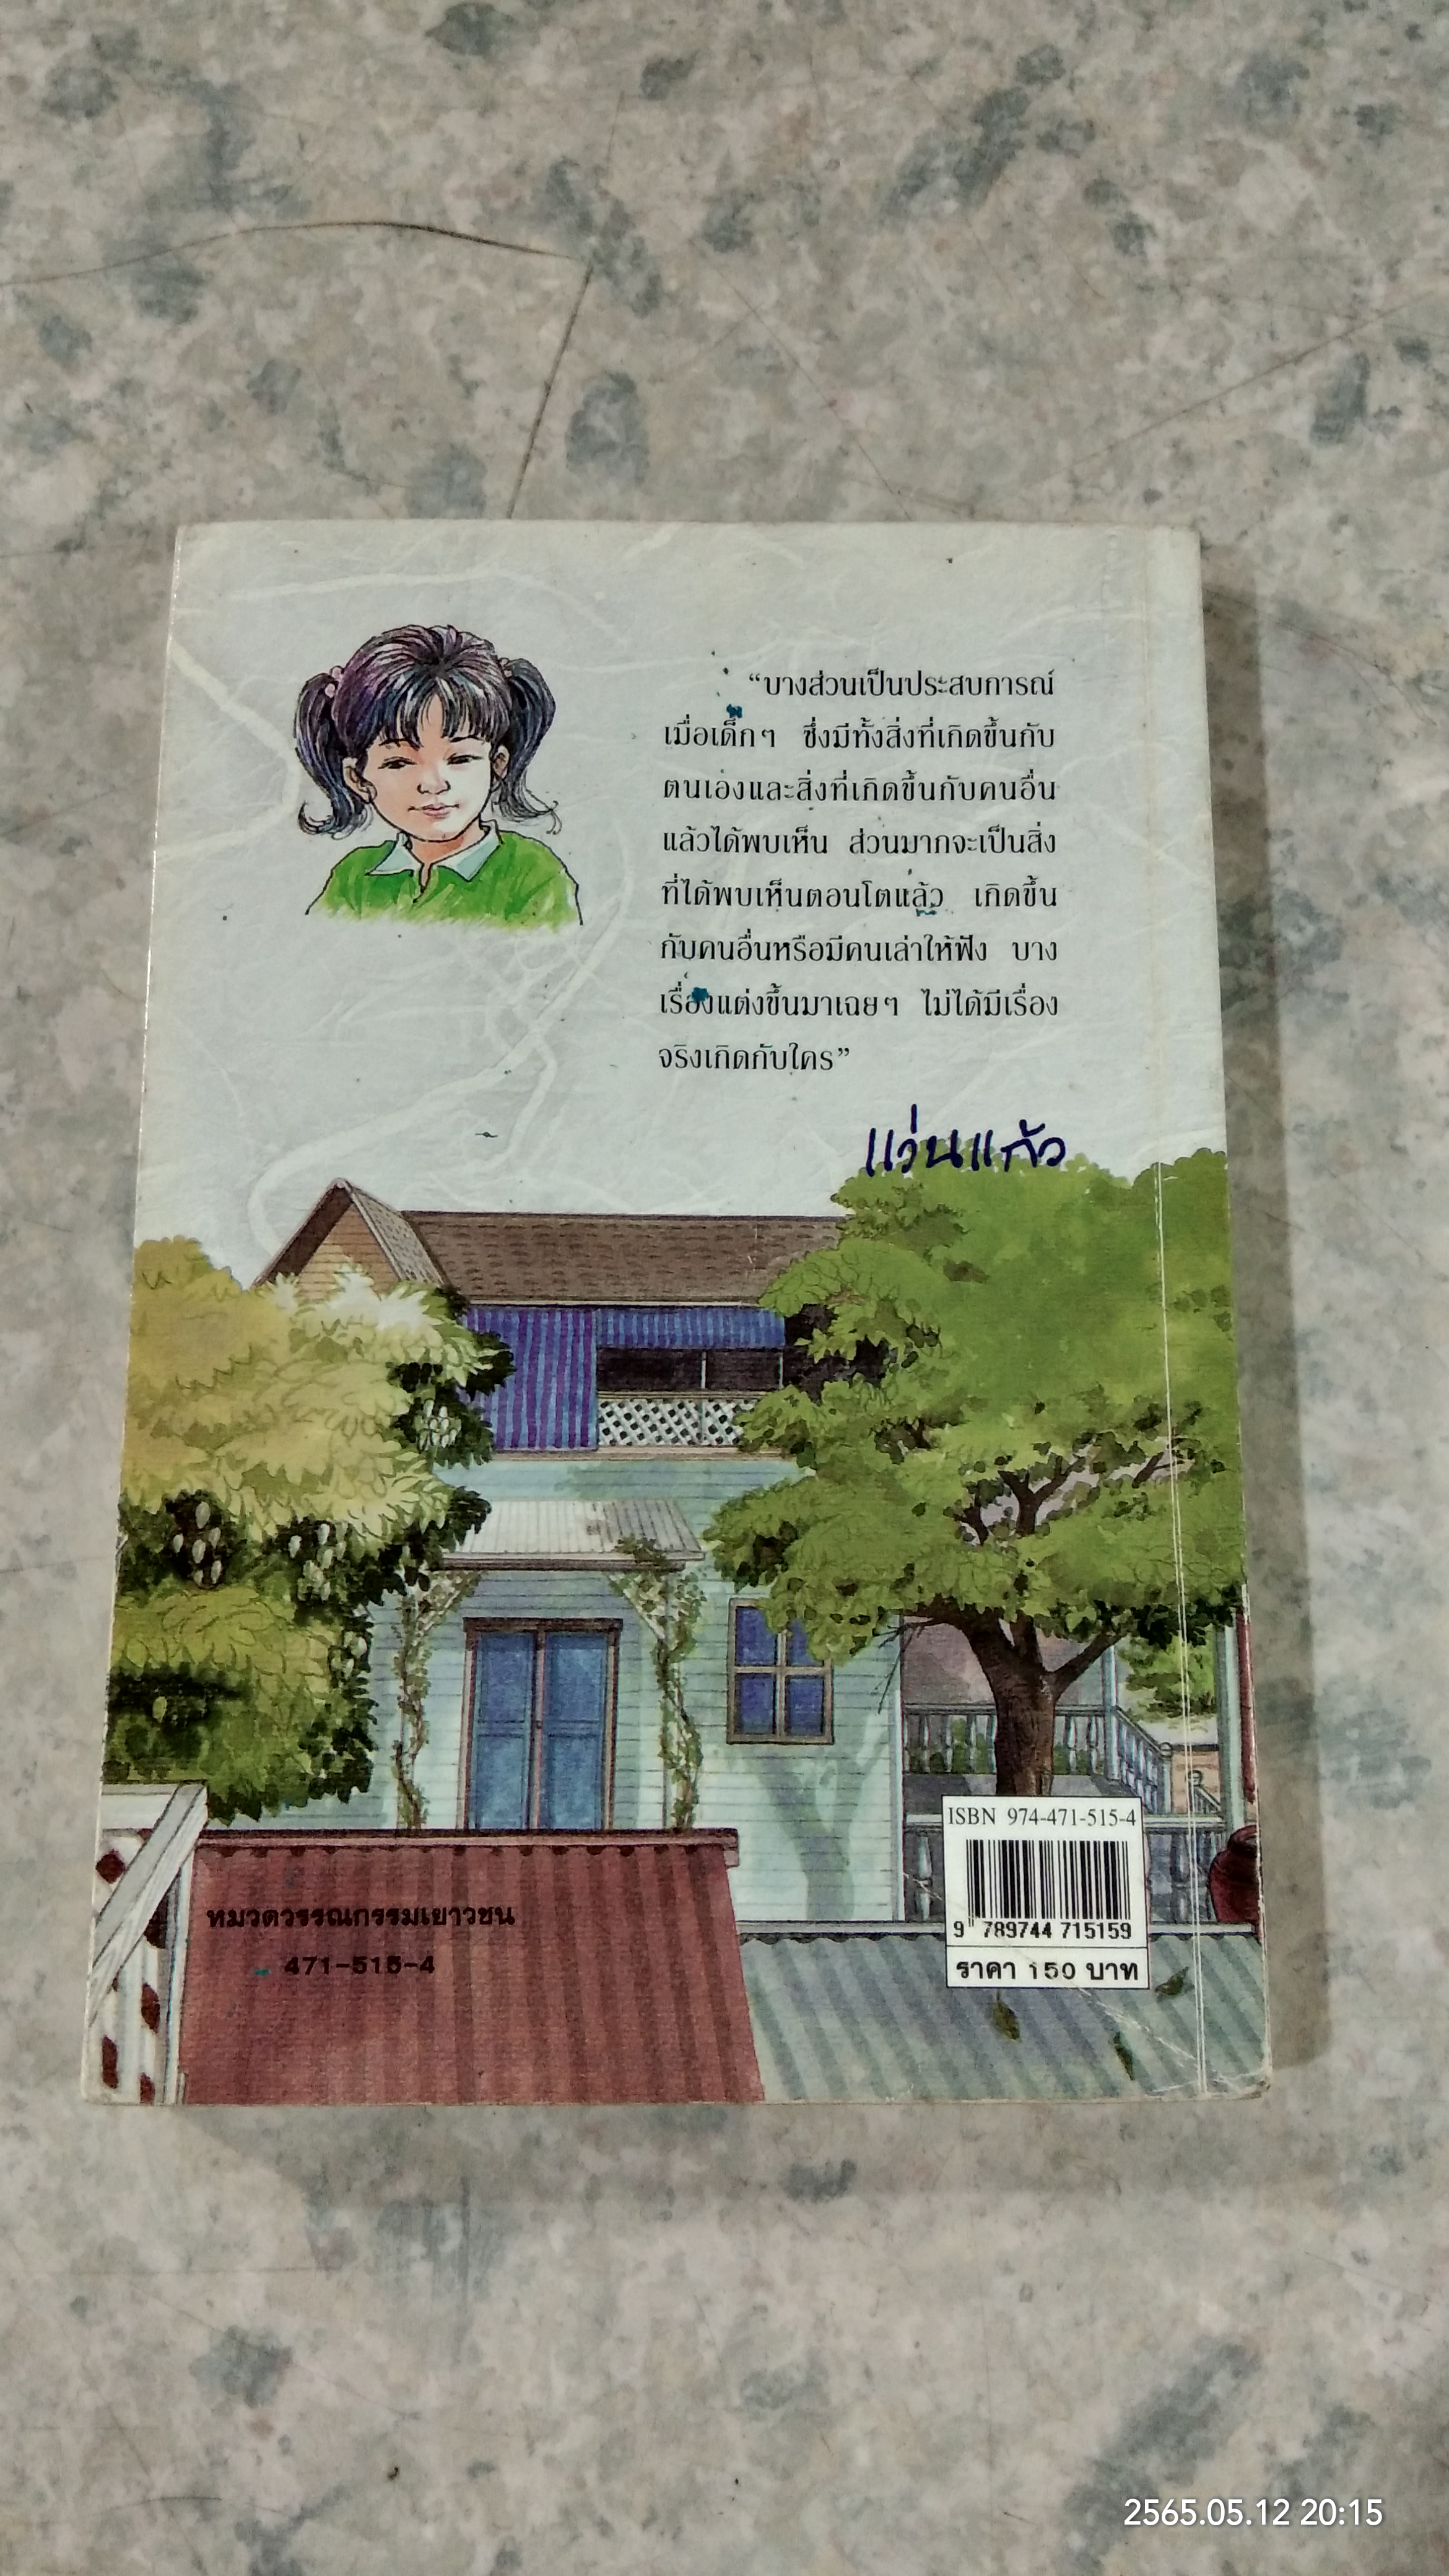 “บางส่วนเป็นประสบการณ์
เมื่อเด็กๆ ซึ่งมีทั้งสิ่งที่เกิดขึ้นกับ
ตนเองและสิ่งที่เกิดขึ้นกับคนอื่น
แล้วได้พบเห็น ส่วนมากจะเป็นสิ่ง
ที่ได้พบเห็นตอนโตแล้ว เกิดขึ้น
กับคนอื่นหรือมีคนเล่าให้ฟัง บาง
เรื่องแต่งขึ้นมาเฉยๆ ไม่ได้มีเรื่อง
จริงเกิดกับใคร”
แว่นแก้ว
ISBN 974-471-515-4
9 789744 715159
ราคา 150 บาท
หมวดวรรณกรรมเยาวชน
471-515-4
2565.05.12 20:15